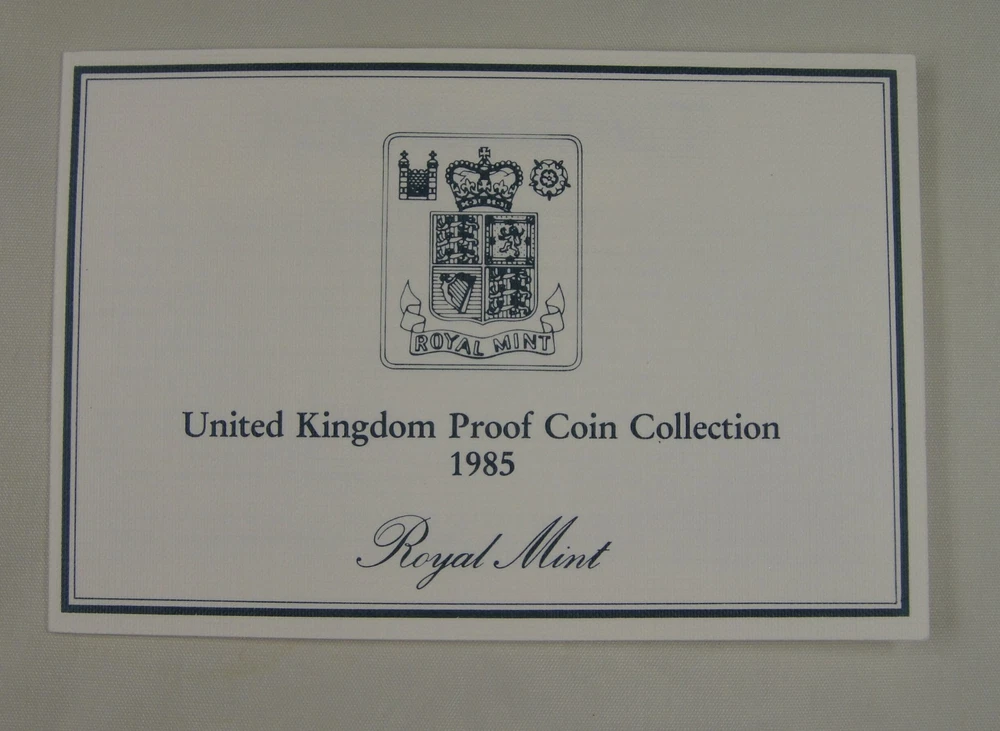 ROYAL MINT
United Kingdom Proof Coin Collection
1985
Royal Mint